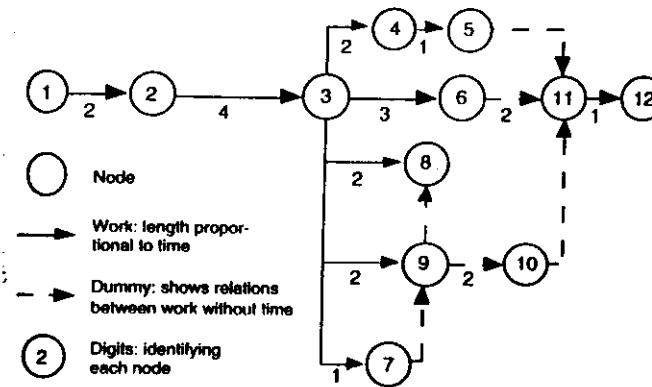 2 4 1 5
1 2 2 4 3 3 6 2 11 1 12
Node
2 8
Work: length propor-
tional to time
2 9 2 10
Dummy: shows relations
between work without time
2 Digits: identifying
each node
1 7